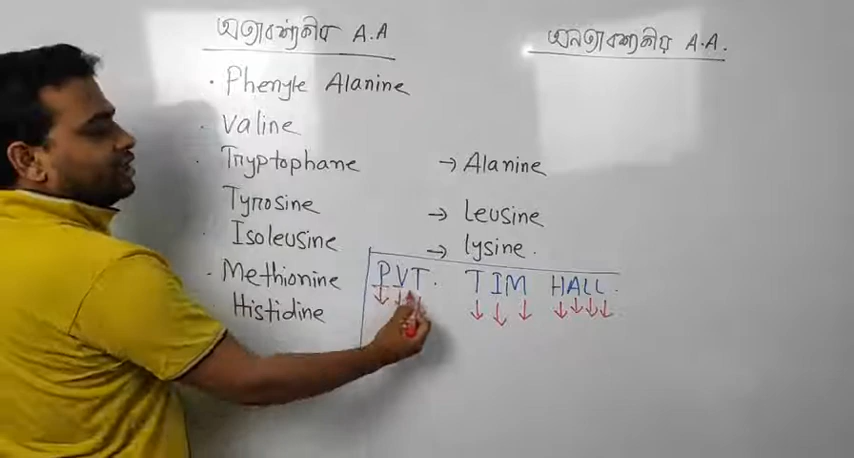 অত্যাবশ্যকীয় A.A
অনত্যাবশ্যকীয় A.A.
· Phenyle Alanine
· Valine
· Tryptophane
Tyrosine
· Isoleusine
· Methionine
Histidine
→ Alanine
→ Leusine
→ lysine.
PVT. TIM HALL.